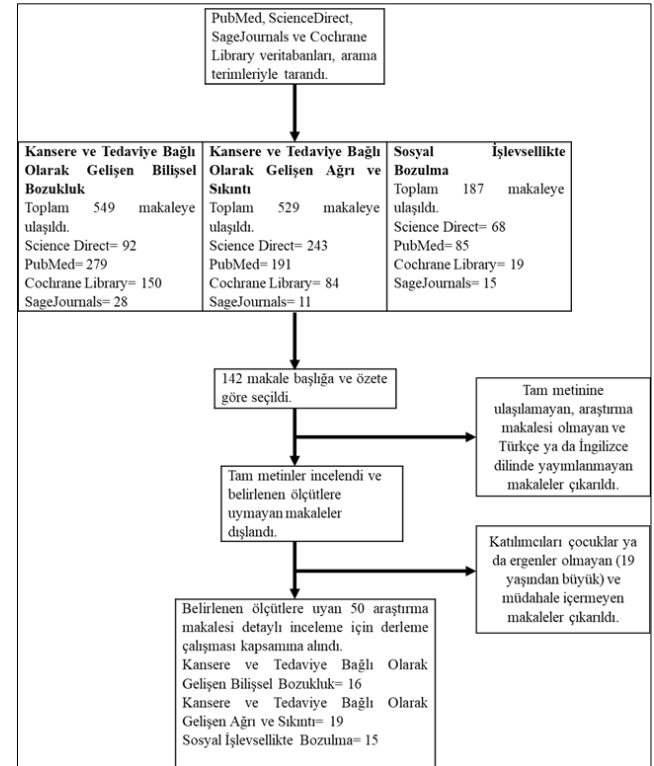 PubMed, ScienceDirect,
SageJournals ve Cochrane
Library veritabanları, arama
terimleriyle tarandı.
Kansere ve Tedaviye Bağlı
Olarak Gelişen Bilişsel
Bozukluk
Toplam 549 makaleye
ulaşıldı.
Science Direct= 92
PubMed= 279
Cochrane Library= 150
SageJournals= 28
Kansere ve Tedaviye Bağlı
Olarak Gelişen Ağrı ve
Sıkıntı
Toplam 529 makaleye
ulaşıldı.
Science Direct= 243
PubMed= 191
Cochrane Library= 84
SageJournals= 11
Sosyal İşlevsellikte
Bozulma
Toplam 187 makaleye
ulaşıldı.
Science Direct= 68
PubMed= 85
Cochrane Library= 19
SageJournals= 15
142 makale başlığa ve özete
göre seçildi.
Tam metinine
ulaşılamayan, araştırma
makalesi olmayan ve
Türkçe ya da İngilizce
dilinde yayımlanmayan
makaleler çıkarıldı.
Tam metinler incelendi ve
belirlenen ölçütlere
uymayan makaleler
dışlandı.
Katılımcıları çocuklar ya
da ergenler olmayan (19
yaşından büyük) ve
müdahale içermeyen
makaleler çıkarıldı.
Belirlenen ölçütlere uyan 50 araştırma
makalesi detaylı inceleme için derleme
çalışması kapsamına alındı.
Kansere ve Tedaviye Bağlı Olarak
Gelişen Bilişsel Bozukluk= 16
Kansere ve Tedaviye Bağlı Olarak
Gelişen Ağrı ve Sıkıntı= 19
Sosyal İşlevsellikte Bozulma= 15